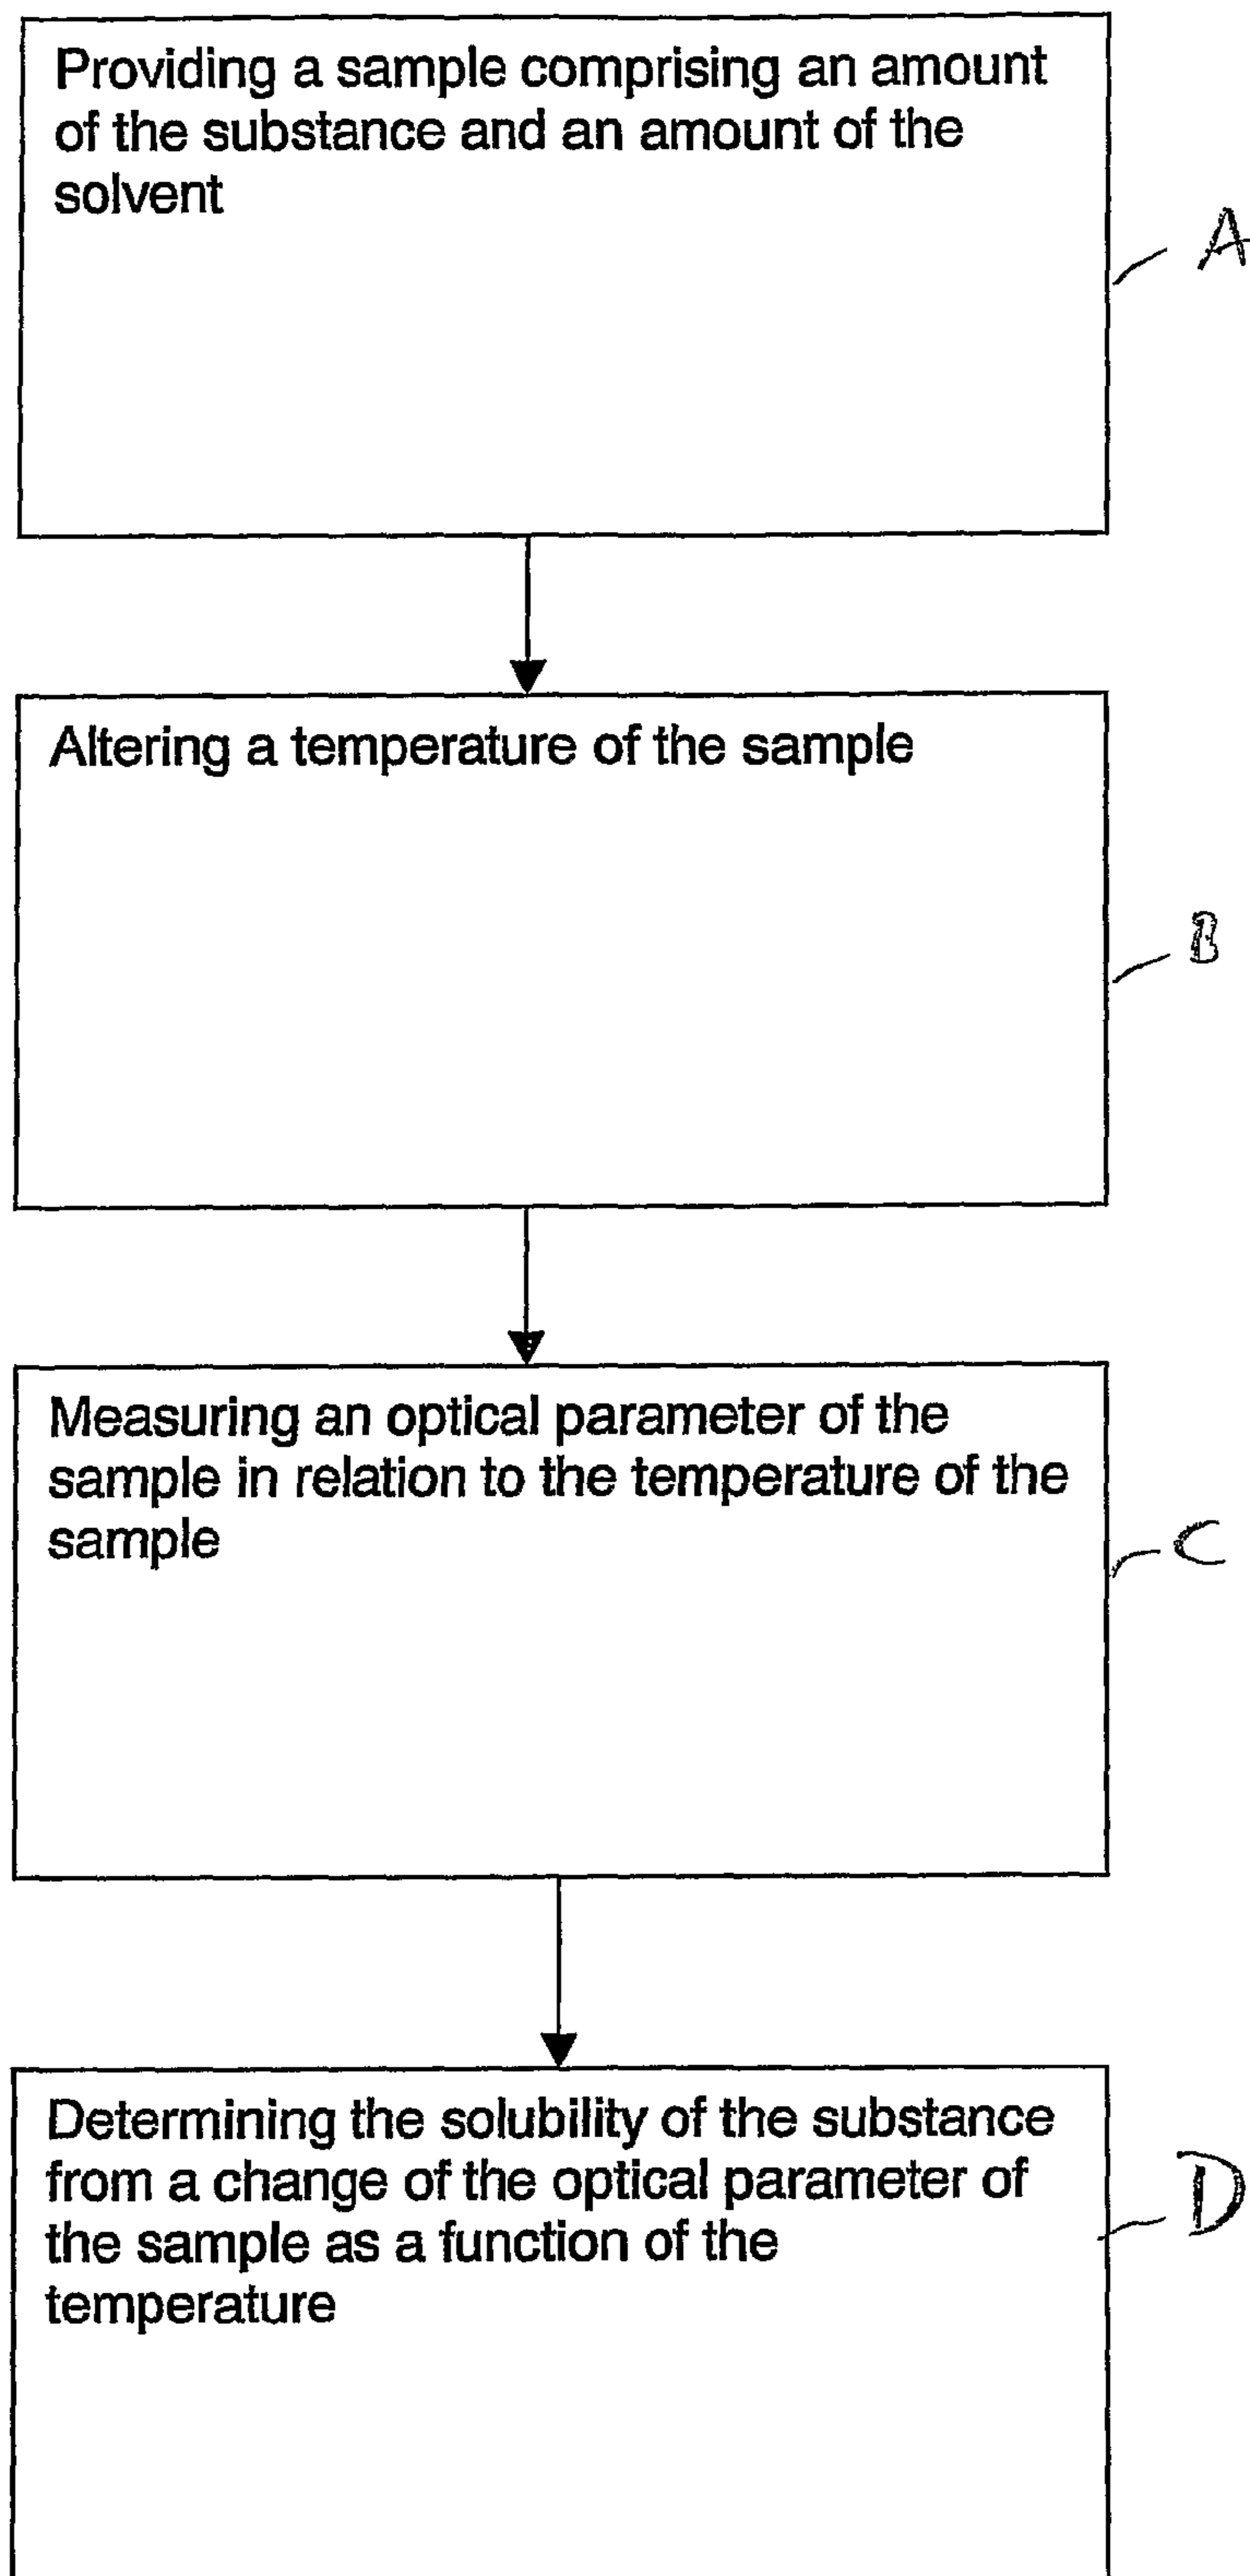 Providing a sample comprising an amount
of the substance and an amount of the
solvent
A
Altering a temperature of the sample
B
Measuring an optical parameter of the
sample in relation to the temperature of the
sample
C
Determining the solubility of the substance
from a change of the optical parameter of
the sample as a function of the
temperature
D